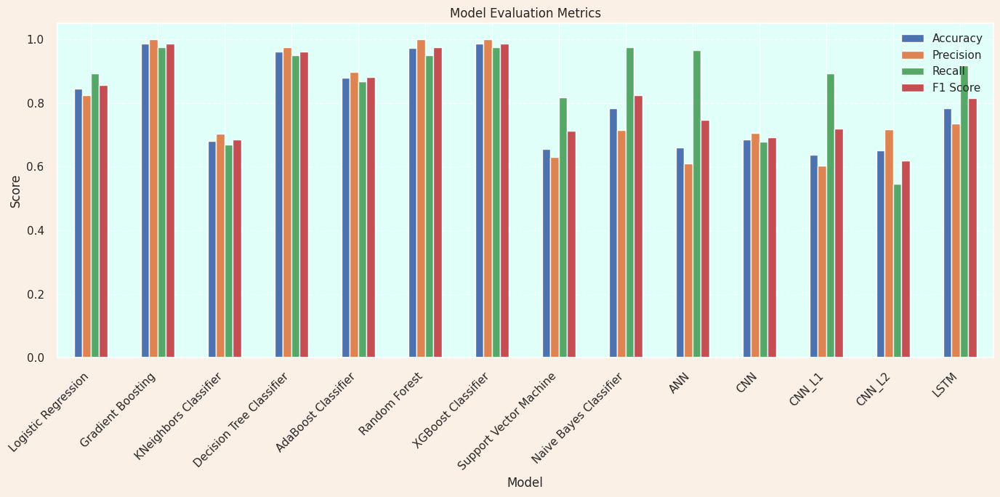 Model Evaluation Metrics
Accuracy
Precision
Recall
F1 Score
Score
1.0
0.8
0.6
0.4
0.2
0.0
Logistic Regression
Gradient Boosting
KNeighbors Classifier
Decision Tree Classifier
AdaBoost Classifier
Random Forest
XGBoost Classifier
Support Vector Machine
Naive Bayes Classifier
ANN
CNN
CNN_L1
CNN_L2
LSTM
Model